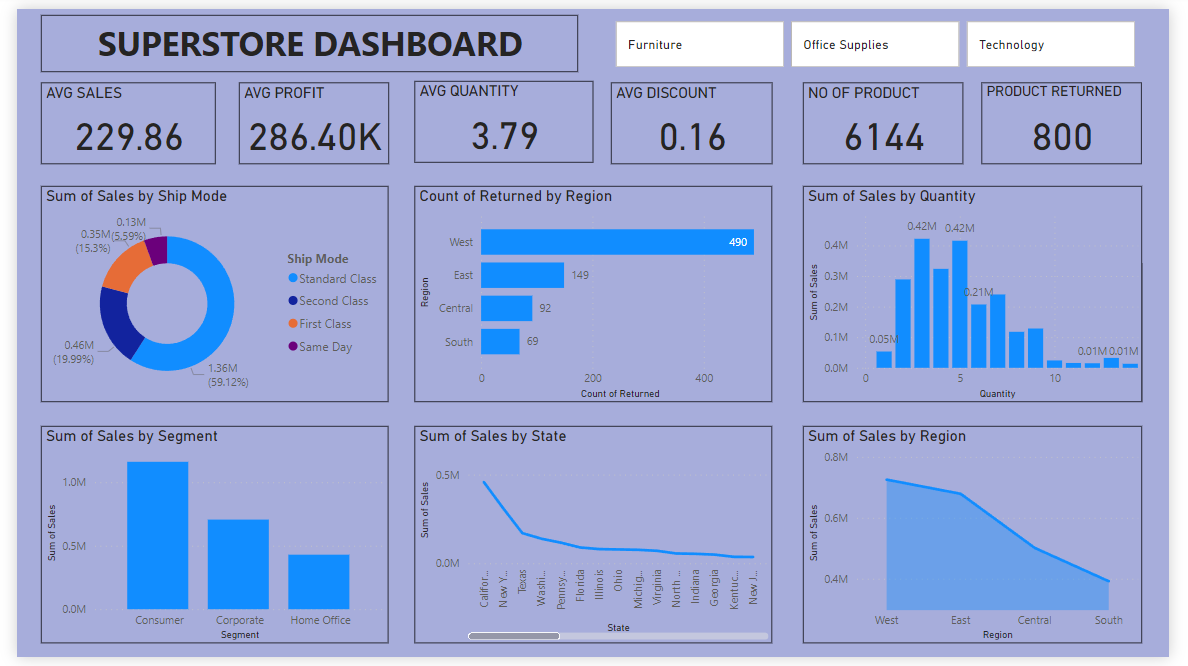 SUPERSTORE DASHBOARD
Furniture
Office Supplies
Technology
AVG SALES
229.86
AVG PROFIT
286.40K
AVG QUANTITY
3.79
AVG DISCOUNT
0.16
NO OF PRODUCT
6144
PRODUCT RETURNED
800
Sum of Sales by Ship Mode
0.13M
(5.59%)
0.35M
(15.3%)
0.46M
(19.99%)
1.36M
(59.12%)
Ship Mode
Standard Class
Second Class
First Class
Same Day
Count of Returned by Region
Region
West
490
East
149
Central
92
South
69
0
200
400
Count of Returned
Sum of Sales by Quantity
Sum of Sales
0.4M
0.3M
0.2M
0.1M
0.0M
0.05M
0.42M
0.42M
0.21M
0.01M
0.01M
0
5
10
Quantity
Sum of Sales by Segment
Sum of Sales
1.0M
0.5M
0.0M
Consumer
Corporate
Home Office
Segment
Sum of Sales by State
Sum of Sales
0.5M
0.0M
Califor...
New Y...
Texas
Washi...
Pennsy...
Florida
Illinois
Ohio
Michig...
Virginia
North ...
Indiana
Georgia
Kentuc...
New J...
State
Sum of Sales by Region
Sum of Sales
0.8M
0.6M
0.4M
West
East
Central
South
Region